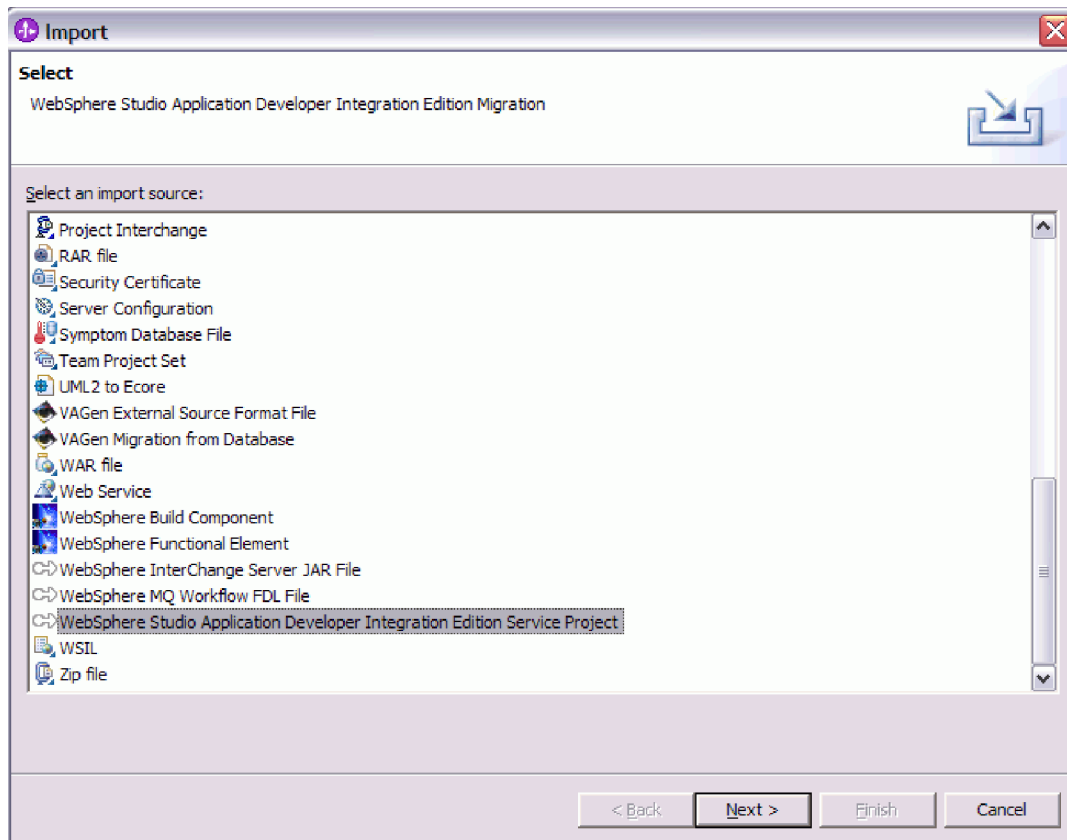 Import
Select
WebSphere Studio Application Developer Integration Edition Migration
Select an import source:
Project Interchange
RAR file
Security Certificate
Server Configuration
Symptom Database File
Team Project Set
UML2 to Ecore
VAGen External Source Format File
VAGen Migration from Database
WAR file
Web Service
WebSphere Build Component
WebSphere Functional Element
WebSphere InterChange Server JAR File
WebSphere MQ Workflow FDL File
WebSphere Studio Application Developer Integration Edition Service Project
WSIL
Zip file
< Back Next > Finish Cancel